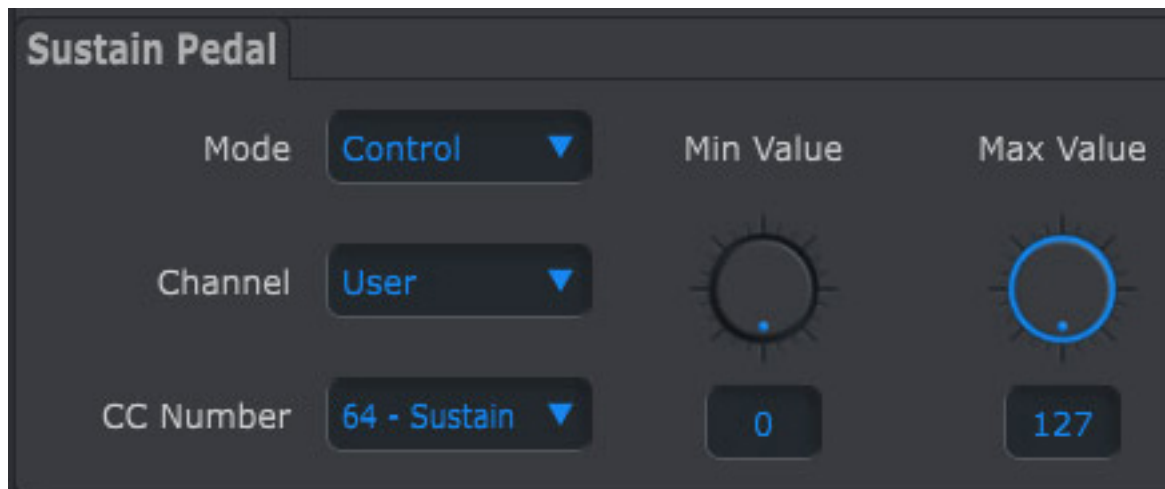 Sustain Pedal
Mode Control Min Value Max Value
Channel User
CC Number 64 - Sustain 0 127